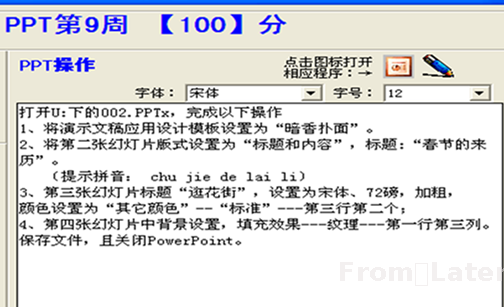 PPT第9周 【100】分
PPT操作
点击图标打开
相应程序：→
字体： 宋体 字号： 12
打开U:下的002.PPTx，完成以下操作
1、将演示文稿应用设计模板设置为“暗香扑面”。
2、将第二张幻灯片版式设置为“标题和内容”，标题：“春节的来
历”。
（提示拼音： chu jie de lai li）
3、第三张幻灯片标题“逛花街”，设置为宋体、72磅，加粗，
颜色设置为“其它颜色”--“标准”---第三行第二个；
4、第四张幻灯片中背景设置，填充效果---纹理---第一行第三列。
保存文件，且关闭PowerPoint。
From Later